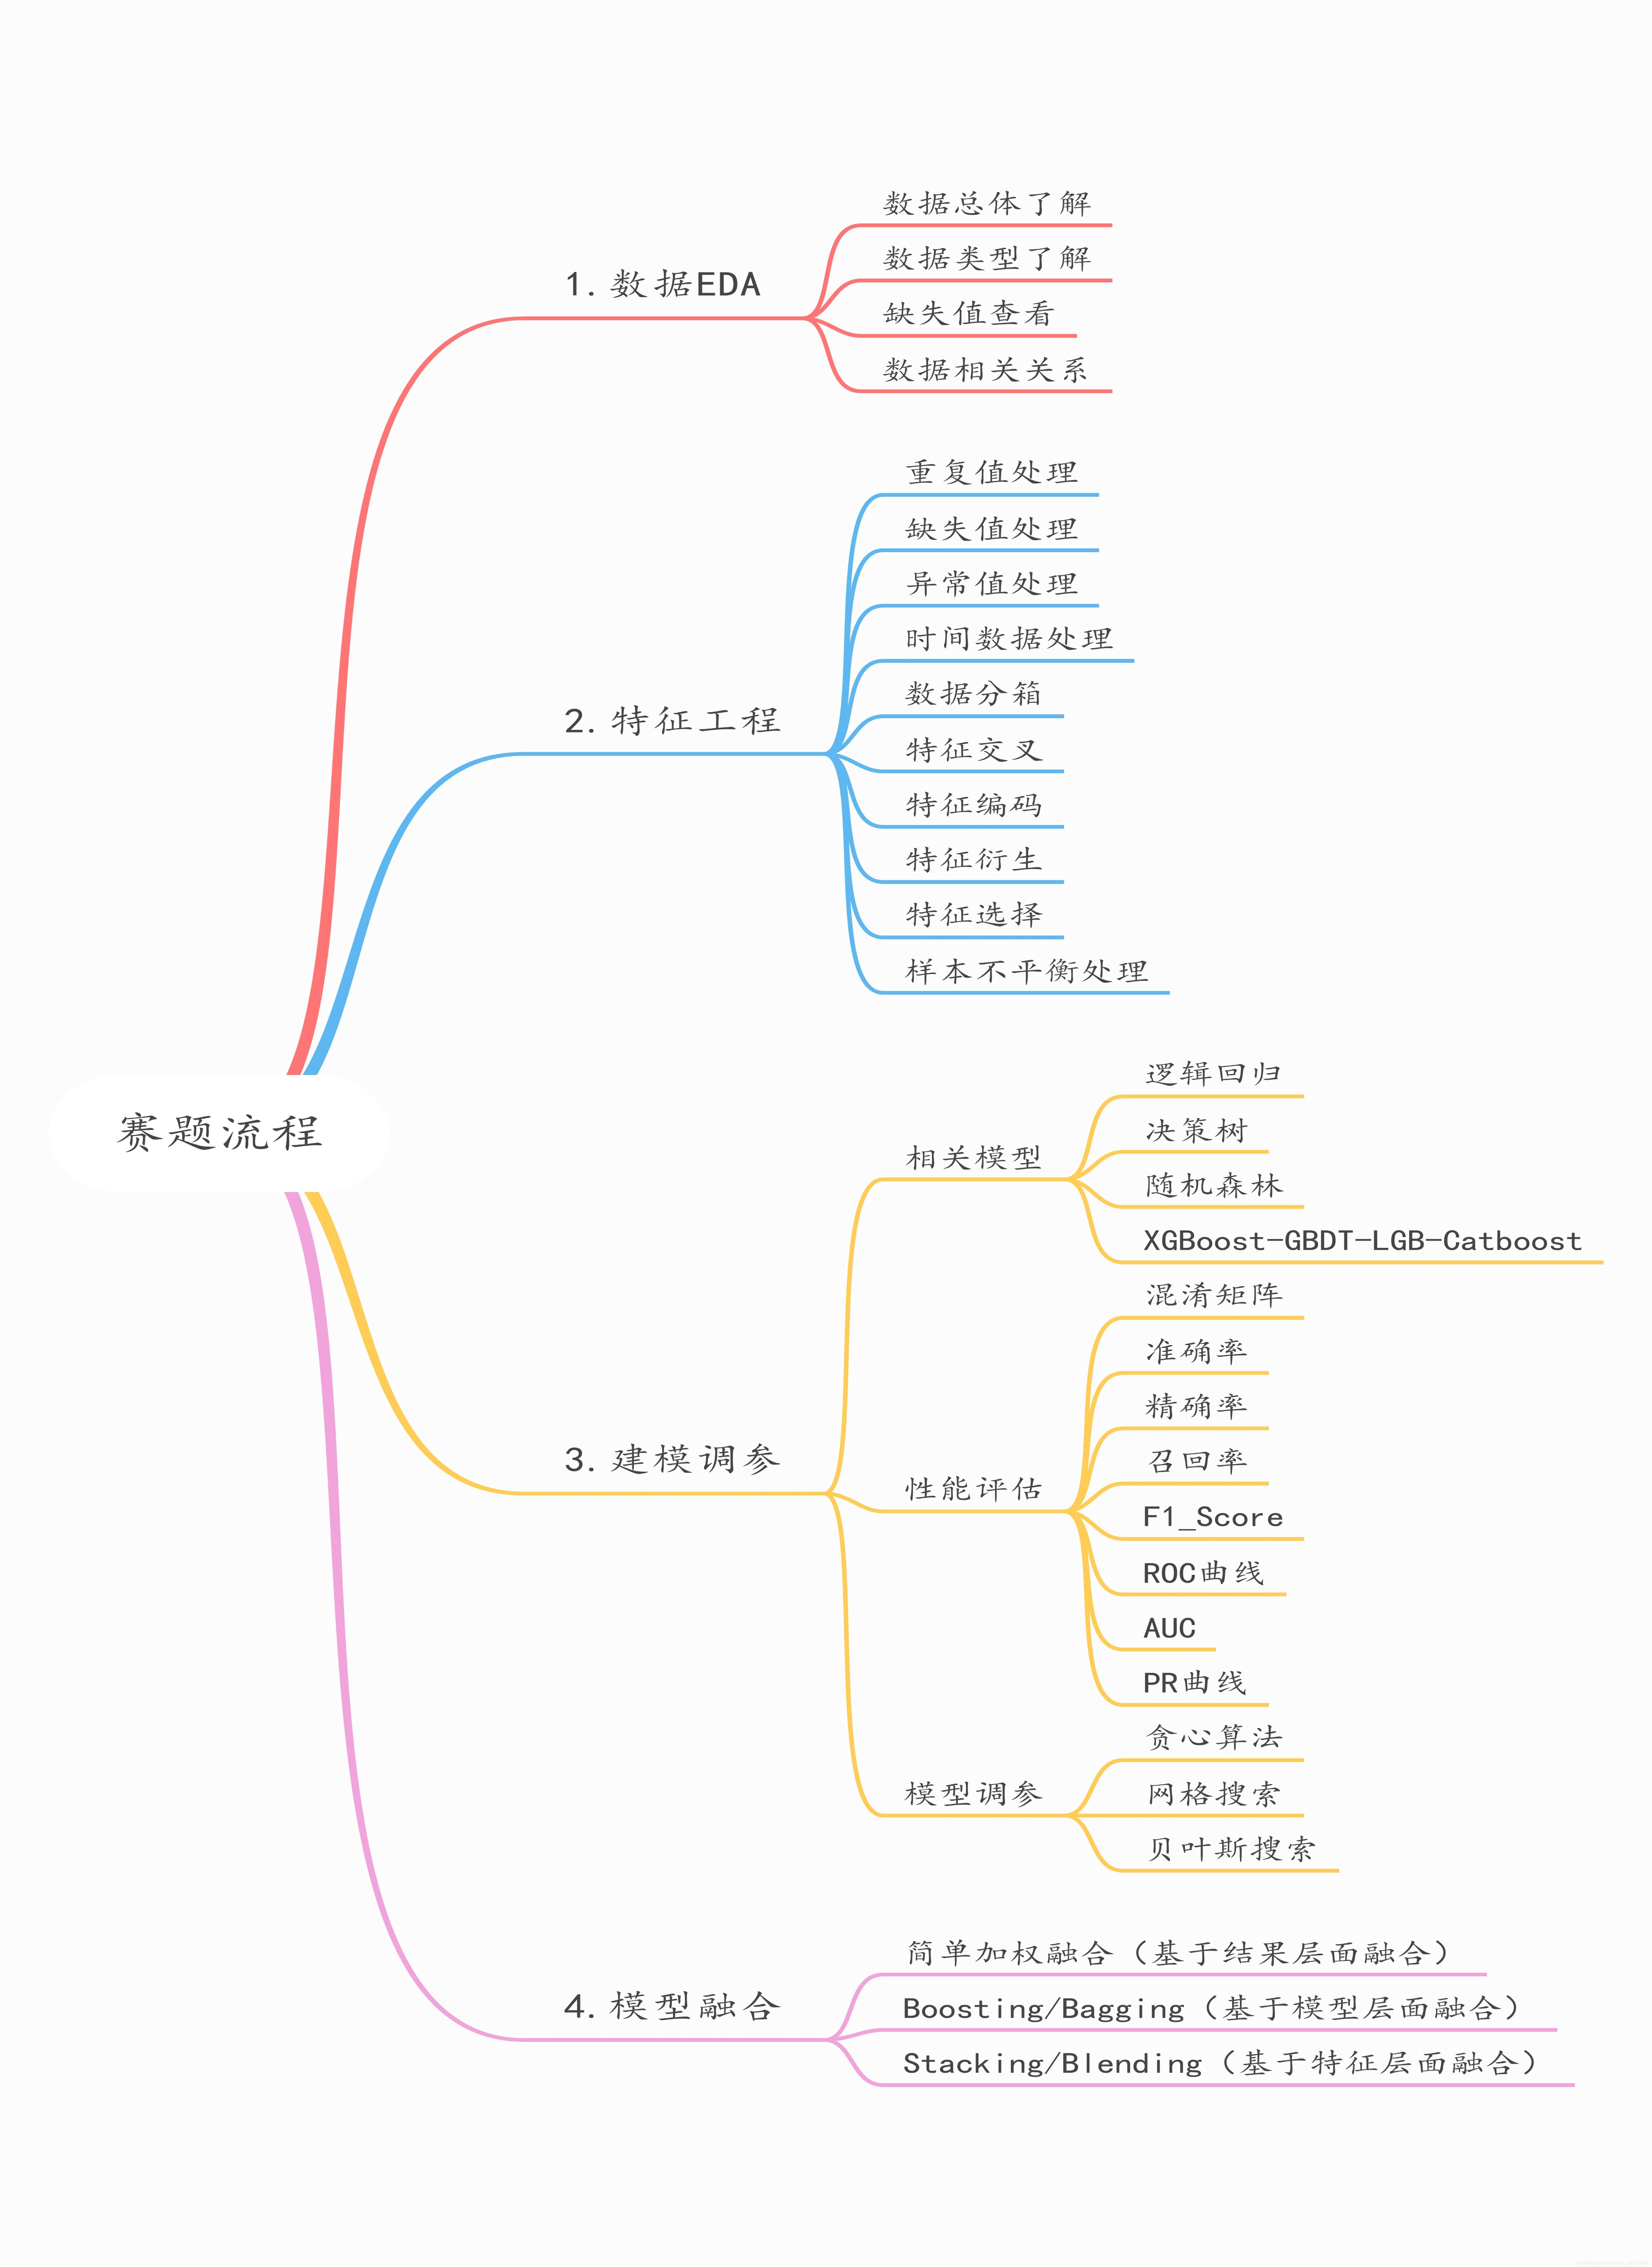 赛题流程
1. 数据EDA
数据总体了解
数据类型了解
缺失值查看
数据相关关系
2. 特征工程
重复值处理
缺失值处理
异常值处理
时间数据处理
数据分箱
特征交叉
特征编码
特征衍生
特征选择
样本不平衡处理
3. 建模调参
相关模型
逻辑回归
决策树
随机森林
XGBoost-GBDT-LGB-Catboost
性能评估
混淆矩阵
准确率
精确率
召回率
F1_Score
ROC曲线
AUC
PR曲线
模型调参
贪心算法
网格搜索
贝叶斯搜索
4. 模型融合
简单加权融合（基于结果层面融合）
Boosting/Bagging（基于模型层面融合）
Stacking/Blending（基于特征层面融合）